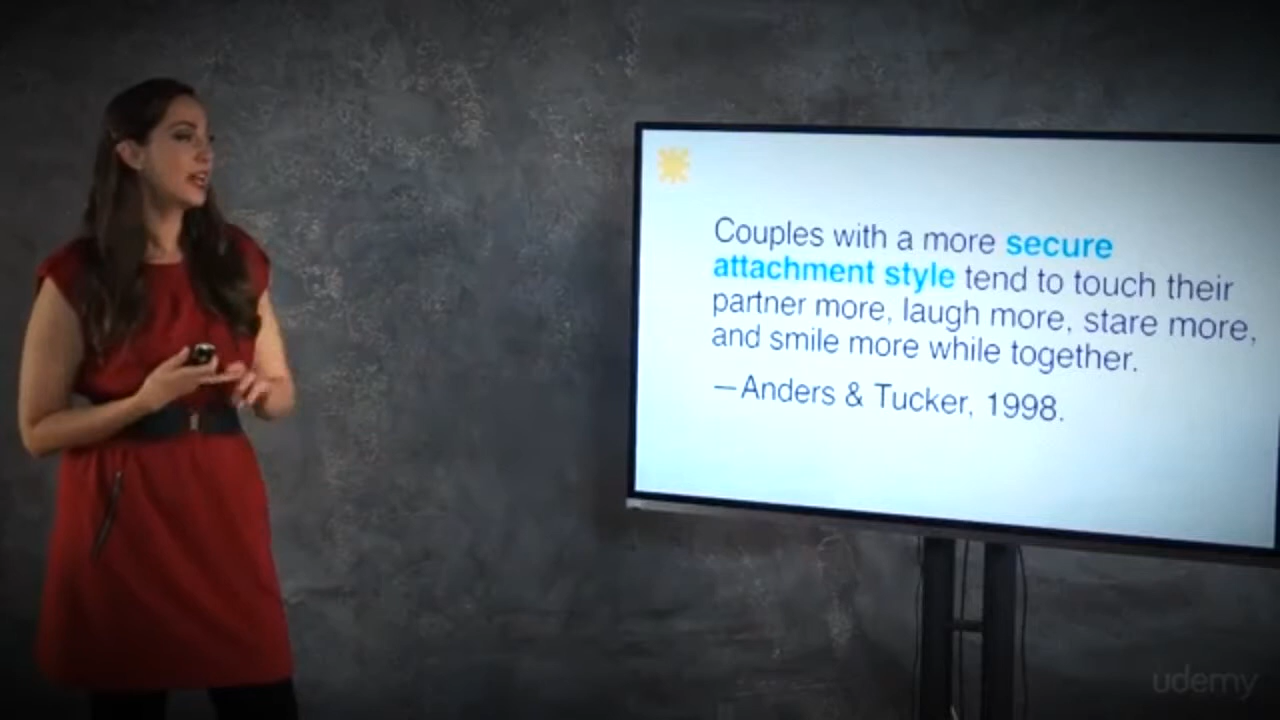 Couples with a more secure
attachment style tend to touch their
partner more, laugh more, stare more,
and smile more while together.
—Anders & Tucker, 1998.
udemy